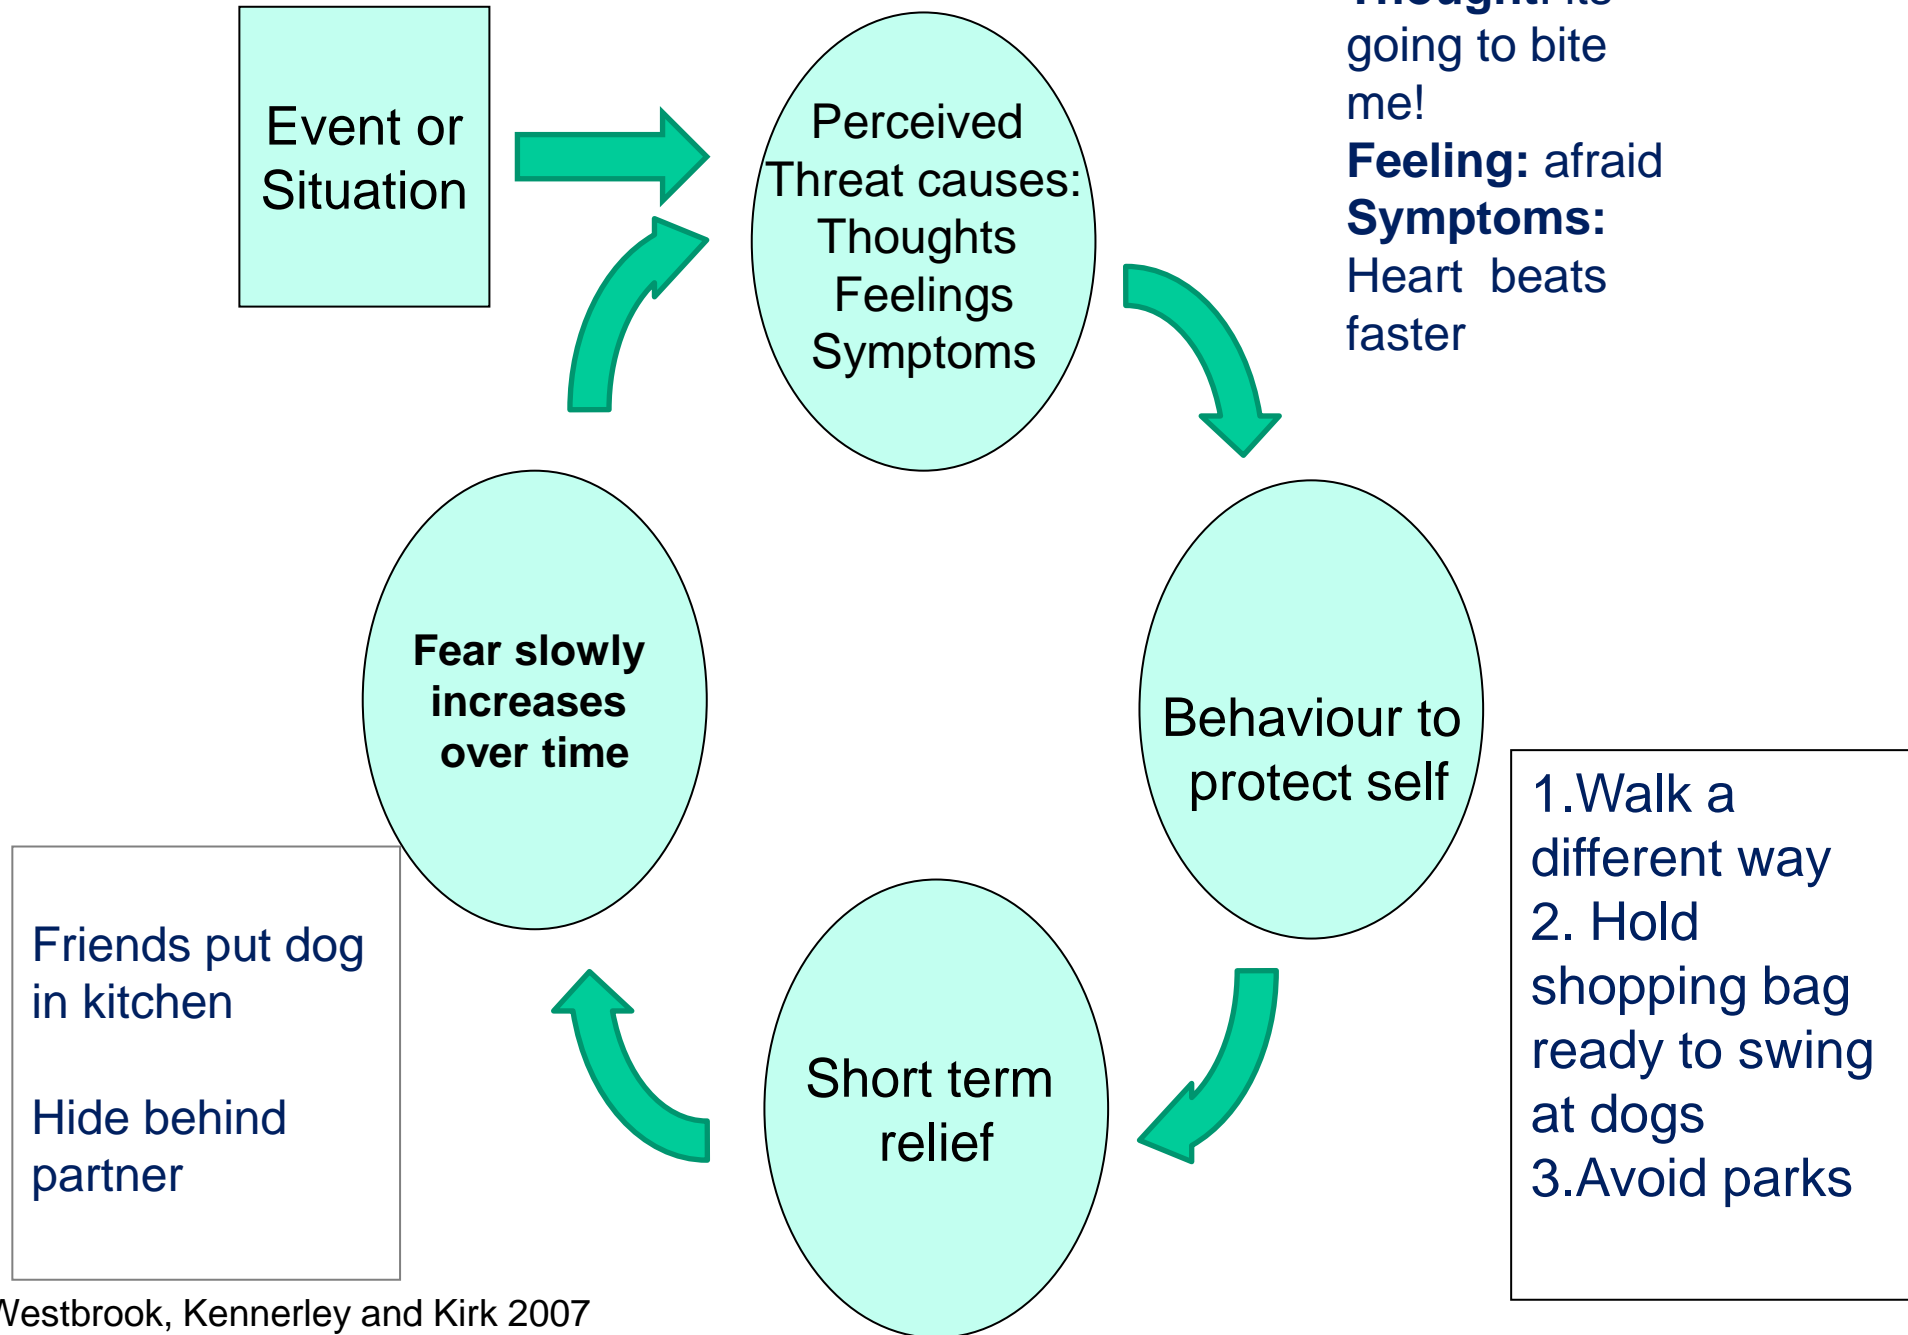 Event or
Situation
Perceived
Threat causes:
Thoughts
Feelings
Symptoms
Thought: its
going to bite
me!
Feeling: afraid
Symptoms:
Heart beats
faster
Fear slowly
increases
over time
Behaviour to
protect self
1.Walk a
different way
2. Hold
shopping bag
ready to swing
at dogs
3.Avoid parks
Friends put dog
in kitchen
Hide behind
partner
Short term
relief
Westbrook, Kennerley and Kirk 2007